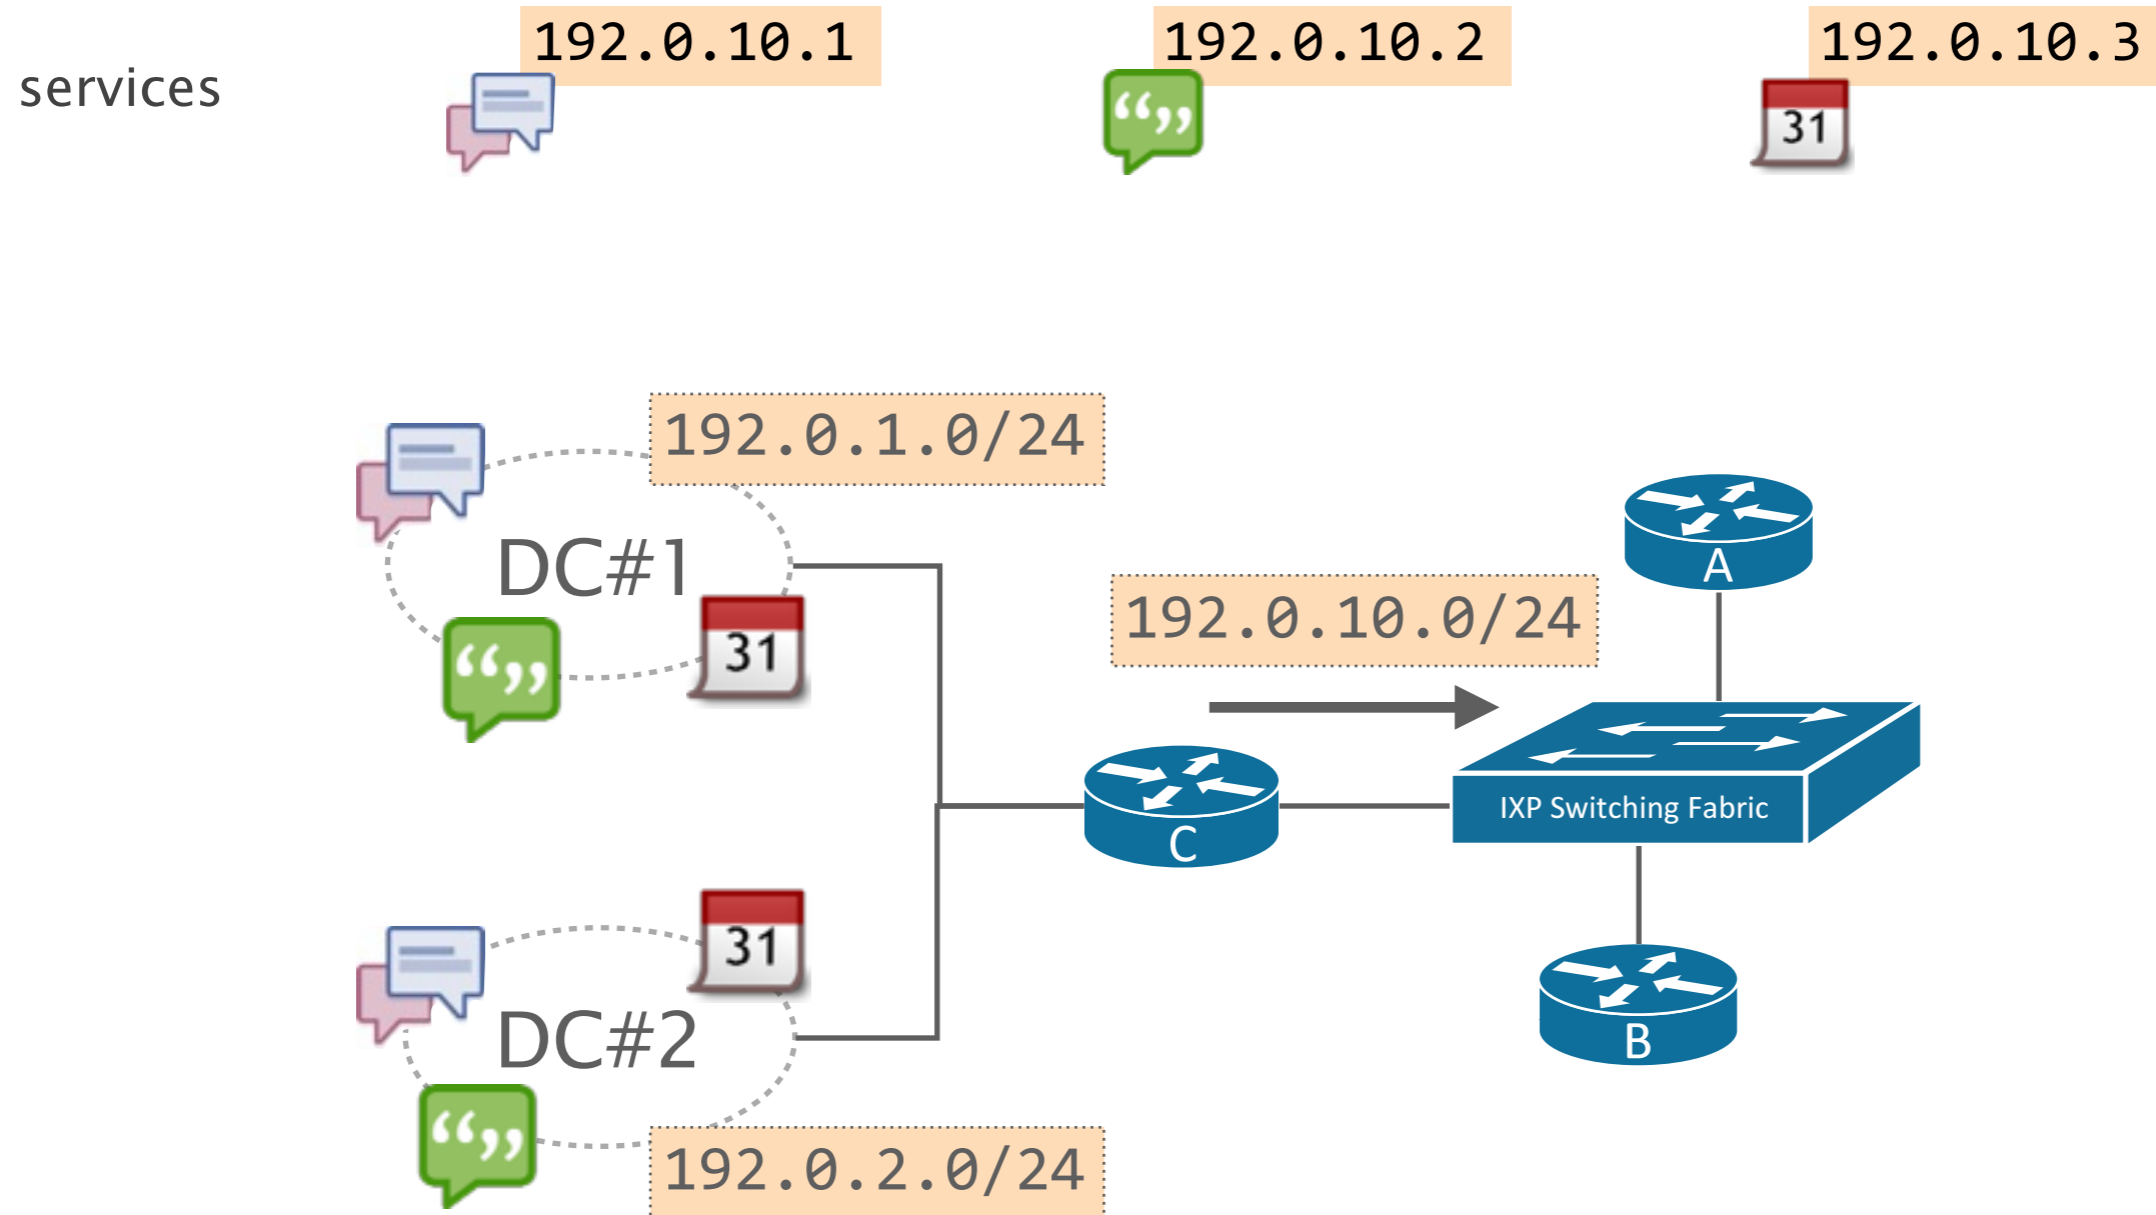 192.0.10.1
192.0.10.2
192.0.10.3
services
“,,
31
192.0.1.0/24
DC#1
“,,
31
192.0.10.0/24
A
IXP Switching Fabric
C
31
DC#2
B
“,,
192.0.2.0/24